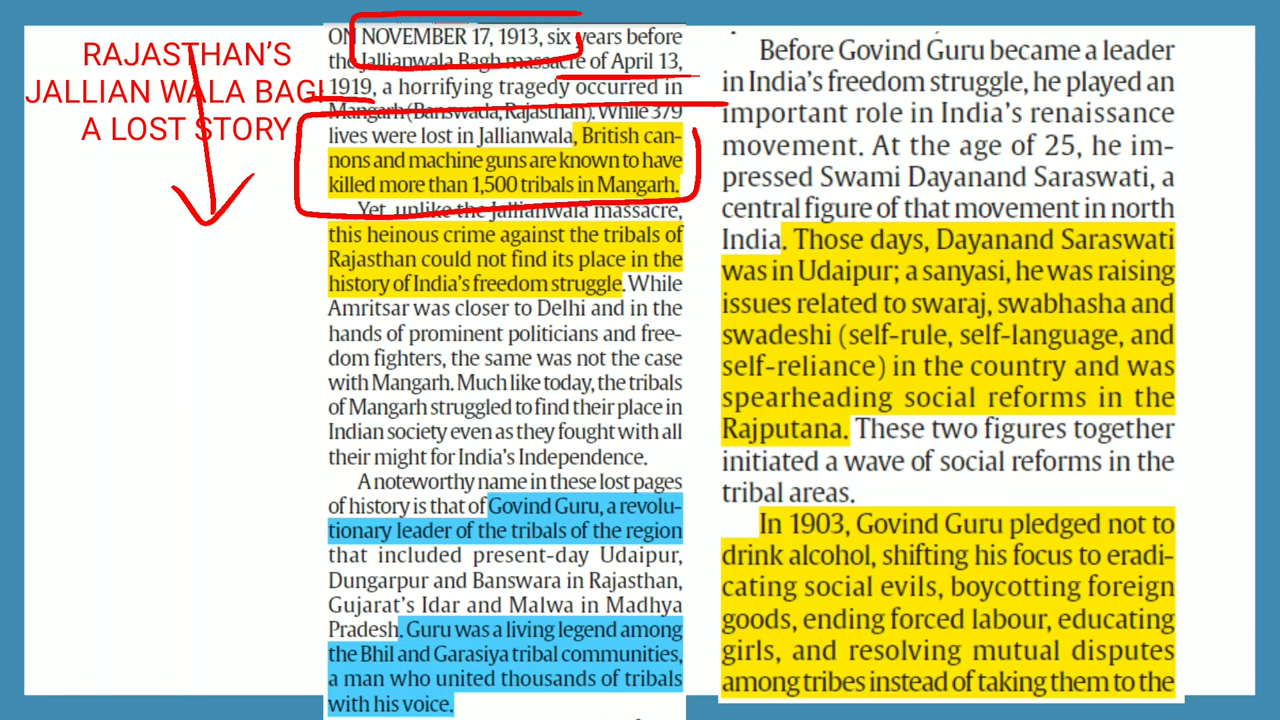 RAJASTHAN'S
JALLIAN WALA BAGH
A LOST STORY
ON NOVEMBER 17, 1913, six years before
the Jallianwala Bagh massacre of April 13,
1919, a horrifying tragedy occurred in
Mangarh (Banswada, Rajasthan). While 379
lives were lost in Jallianwala, British can-
nons and machine guns are known to have
killed more than 1,500 tribals in Mangarh.
Yet, unlike the Jallianwala massacre,
this heinous crime against the tribals of
Rajasthan could not find its place in the
history of India's freedom struggle. While
Amritsar was closer to Delhi and in the
hands of prominent politicians and free-
dom fighters, the same was not the case
with Mangarh. Much like today, the tribals
of Mangarh struggled to find their place in
Indian society even as they fought with all
their might for India's Independence.
A noteworthy name in these lost pages
of history is that of Govind Guru, a revolu-
tionary leader of the tribals of the region
that included present-day Udaipur,
Dungarpur and Banswara in Rajasthan,
Gujarat's Idar and Malwa in Madhya
Pradesh. Guru was a living legend among
the Bhil and Garasiya tribal communities,
a man who united thousands of tribals
with his voice.
Before Govind Guru became a leader
in India's freedom struggle, he played an
important role in India's renaissance
movement. At the age of 25, he im-
pressed Swami Dayanand Saraswati, a
central figure of that movement in north
India. Those days, Dayanand Saraswati
was in Udaipur; a sanyasi, he was raising
issues related to swaraj, swabhasha and
swadeshi (self-rule, self-language, and
self-reliance) in the country and was
spearheading social reforms in the
Rajputana. These two figures together
initiated a wave of social reforms in the
tribal areas.
In 1903, Govind Guru pledged not to
drink alcohol, shifting his focus to eradi-
cating social evils, boycotting foreign
goods, ending forced labour, educating
girls, and resolving mutual disputes
among tribes instead of taking them to the